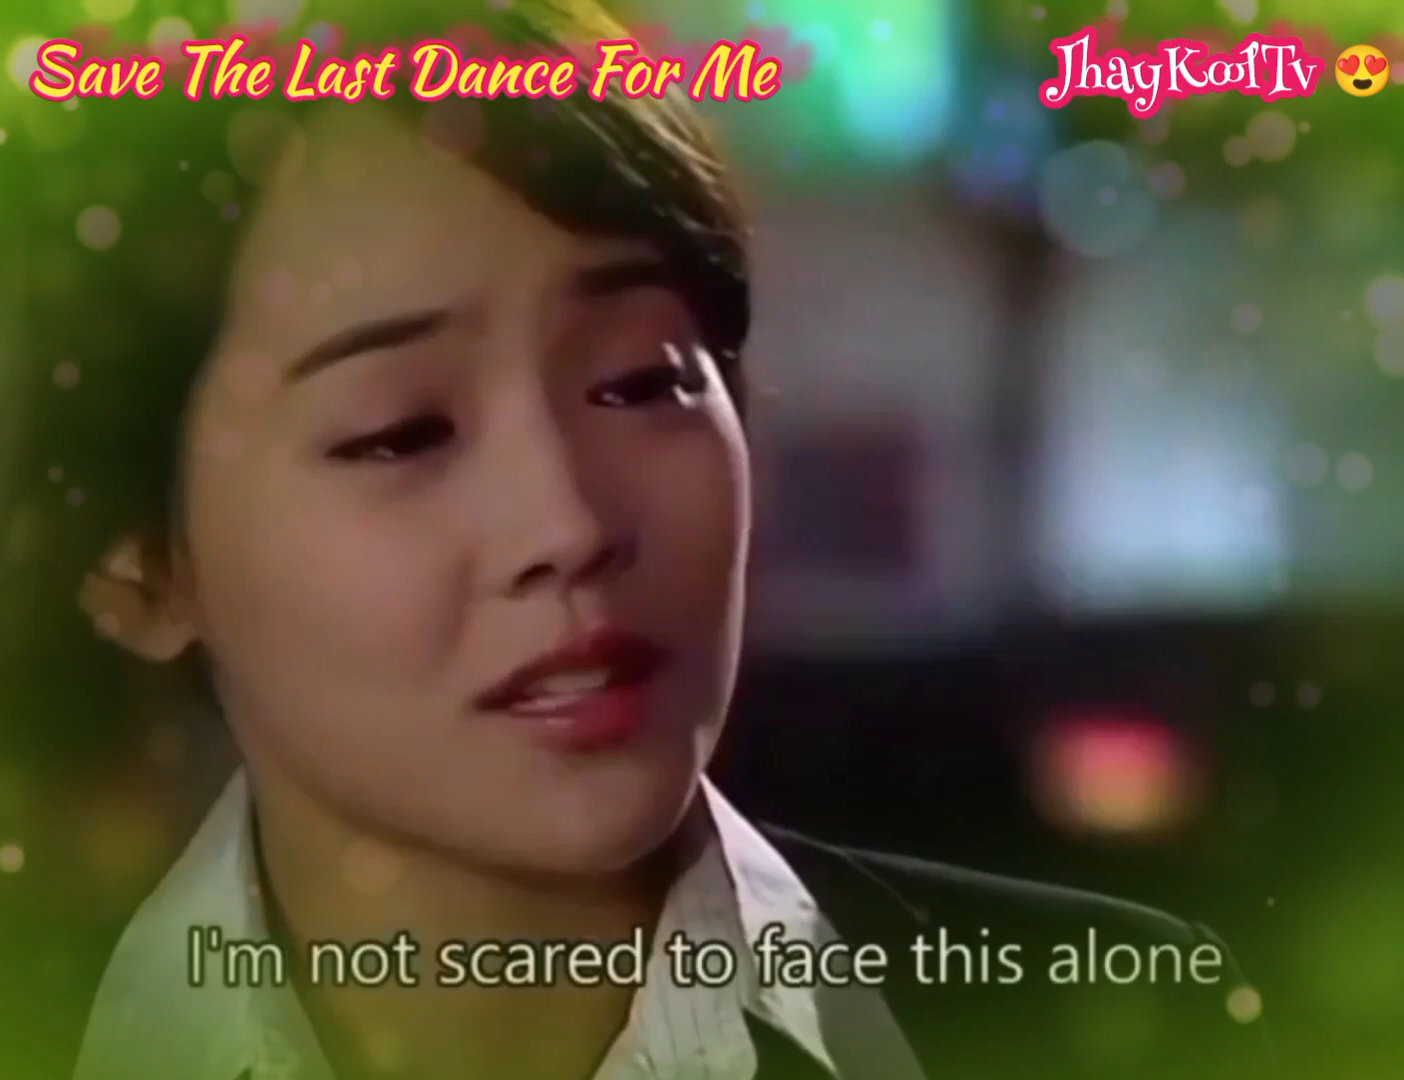 Save The Last Dance For Me
JhayKoolTv 😍
I'm not scared to face this alone